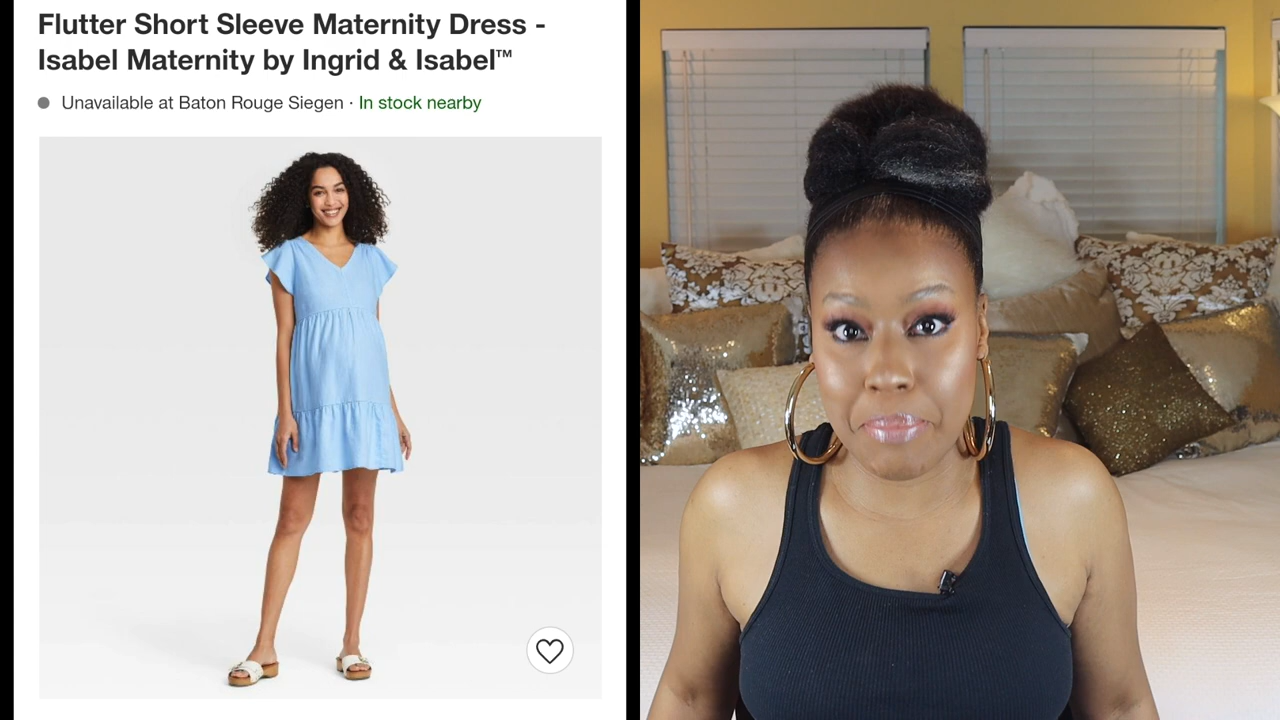 Flutter Short Sleeve Maternity Dress -
Isabel Maternity by Ingrid & Isabel™
Unavailable at Baton Rouge Siegen · In stock nearby